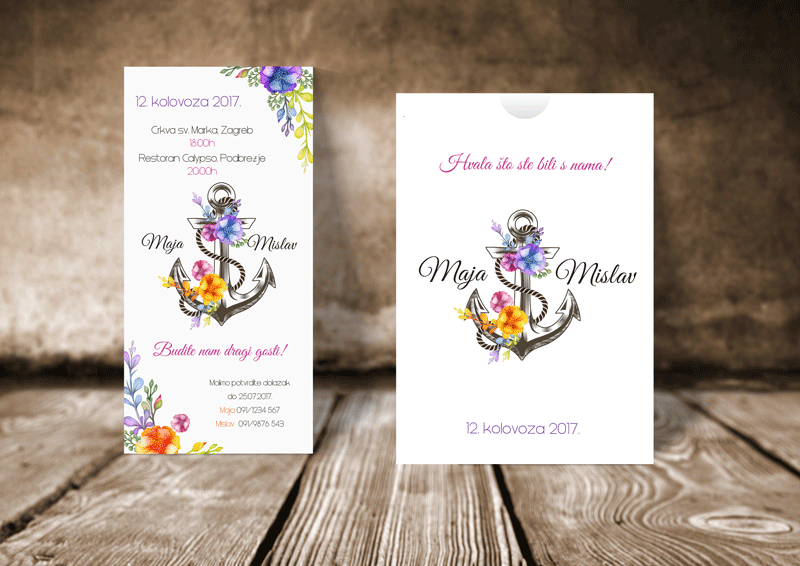 12. kolovoza 2017.
Crkva sv. Marka, Zagreb
18:00h
Restoran Calypso, Podbrežje
20:00h
Maja
Mislav
Budite nam dragi gosti!
Molimo potvrdite dolazak
do 25.07.2017.
Maja 091/1234 567
Mislav 091/9876 543
Hvala što ste bili s nama!
Maja
Mislav
12. kolovoza 2017.